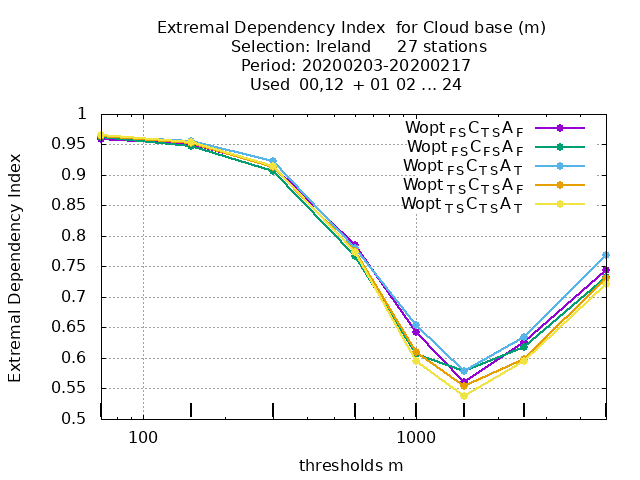 Extremal Dependency Index  for Cloud base (m)
Selection: Ireland     27 stations
Period: 20200203-20200217
Used  00,12  + 01 02 ... 24
Extremal Dependency Index
1
0.95
0.9
0.85
0.8
0.75
0.7
0.65
0.6
0.55
0.5
Wopt FS C TS A F
Wopt FS C FS A F
Wopt FS C TS A T
Wopt TS C TS A F
Wopt TS C TS A T
100 1000
thresholds m